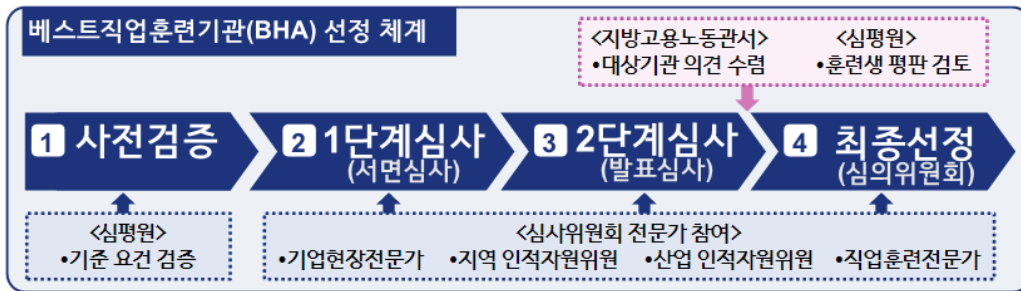 베스트직업훈련기관(BHA) 선정 체계
<지방고용노동관서>
•대상기관 의견 수렴
<심평원>
•훈련생 평판 검토
1 사전검증
2 1단계심사
(서면심사)
3 2단계심사
(발표심사)
4 최종선정
(심의위원회)
<심평원>
•기준 요건 검증
<심사위원회 전문가 참여>
•기업현장전문가 •지역 인적자원위원 •산업 인적자원위원 •직업훈련전문가